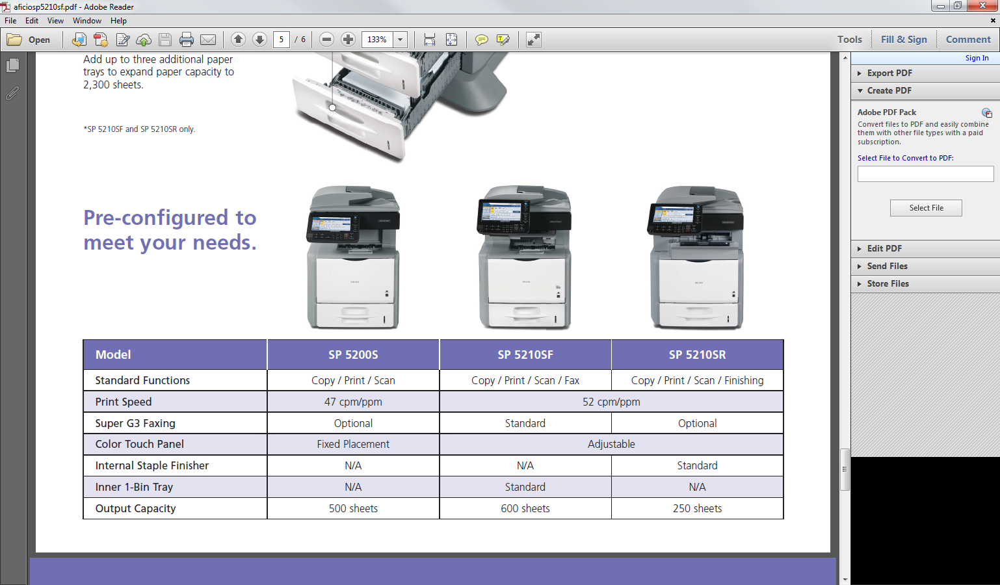 aficiosp5210sf.pdf - Adobe Reader
File Edit View Window Help
Open 5 / 6 133% Tools Fill & Sign Comment
Sign In
Export PDF
Create PDF
Adobe PDF Pack
Convert files to PDF and easily combine
them with other file types with a paid
subscription.
Select File to Convert to PDF:
Select File
Edit PDF
Send Files
Store Files
Add up to three additional paper
trays to expand paper capacity to
2,300 sheets.
*SP 5210SF and SP 5210SR only.
Pre-configured to
meet your needs.
RICOH RICOH RICOH
Model SP 5200S SP 5210SF SP 5210SR
Standard Functions Copy / Print / Scan Copy / Print / Scan / Fax Copy / Print / Scan / Finishing
Print Speed 47 cpm/ppm 52 cpm/ppm
Super G3 Faxing Optional Standard Optional
Color Touch Panel Fixed Placement Adjustable
Internal Staple Finisher N/A N/A Standard
Inner 1-Bin Tray N/A Standard N/A
Output Capacity 500 sheets 600 sheets 250 sheets